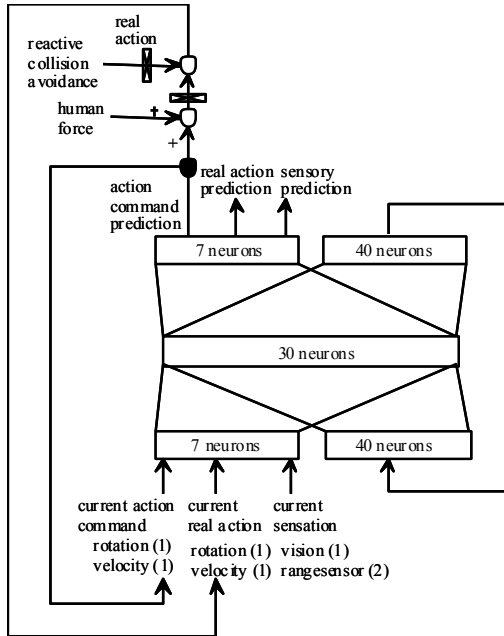 real
action
reactive
collision
avoidance
human
force
+
+
real action sensory
prediction prediction
action
command
prediction
7 neurons
40 neurons
30 neurons
7 neurons
40 neurons
current action
command
rotation (1)
velocity (1)
current
real action
rotation (1)
velocity (1)
current
sensation
vision (1)
rangesensor (2)